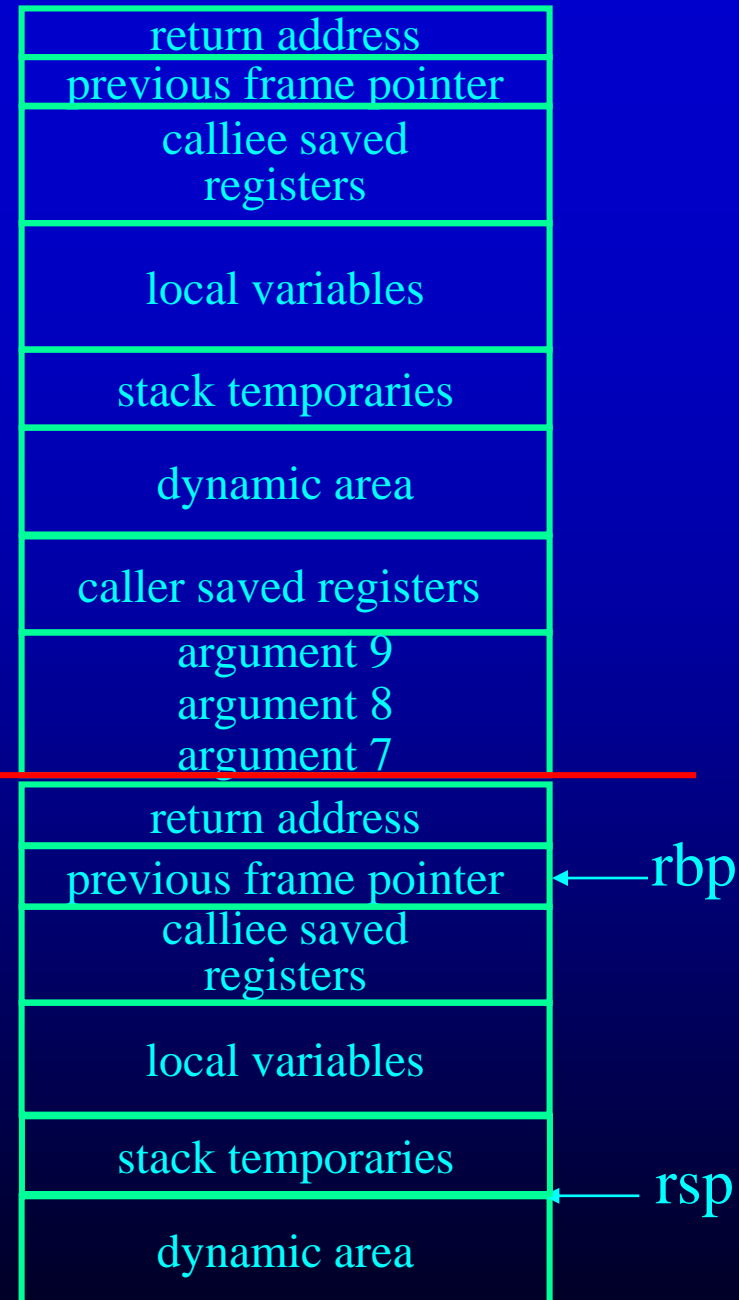 return address
previous frame pointer
calliee saved
registers
local variables
stack temporaries
dynamic area
caller saved registers
argument 9
argument 8
argument 7
return address
previous frame pointer
rbp
calliee saved
registers
local variables
stack temporaries
rsp
dynamic area